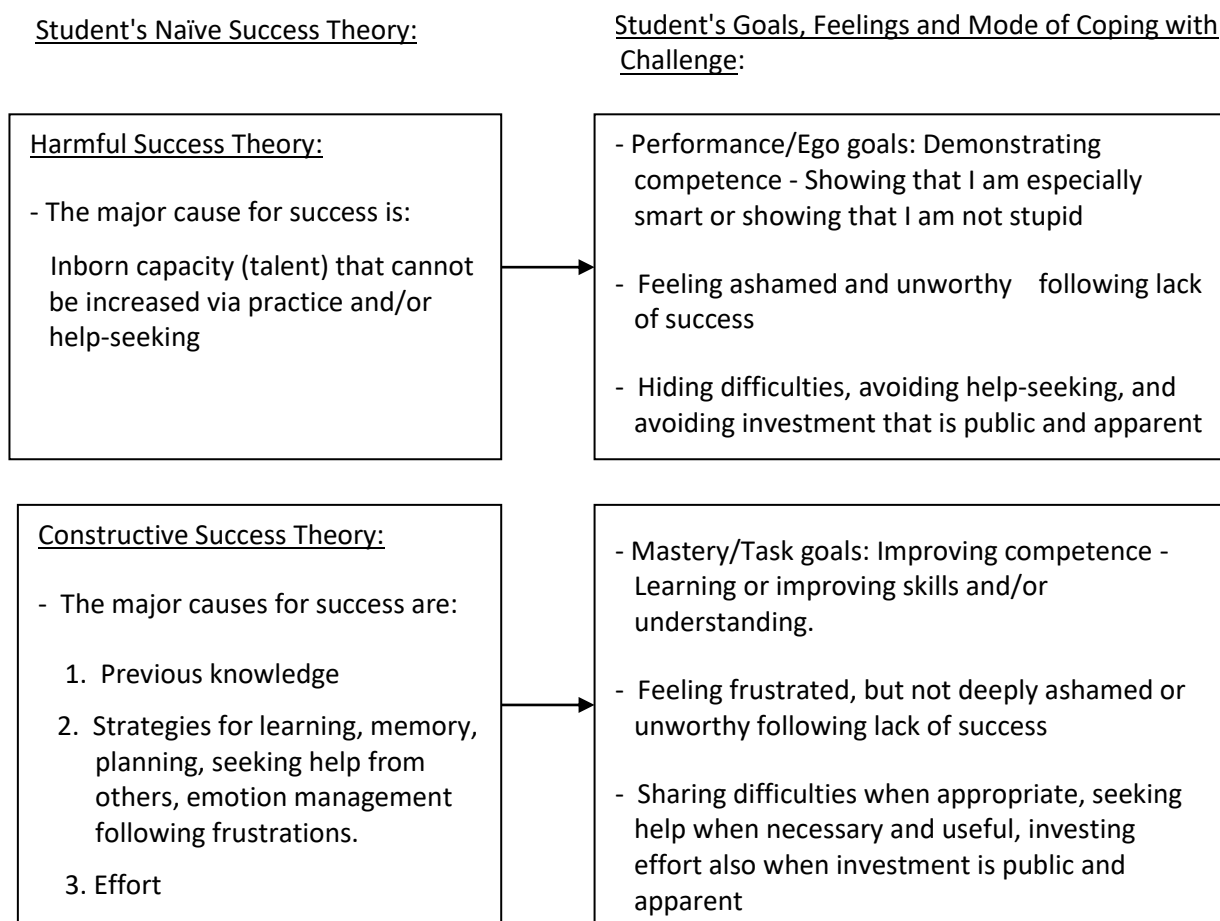 Student's Naïve Success Theory:
Student's Goals, Feelings and Mode of Coping with
Challenge:
Harmful Success Theory:
- The major cause for success is:
Inborn capacity (talent) that cannot
be increased via practice and/or
help-seeking
- Performance/Ego goals: Demonstrating
competence - Showing that I am especially
smart or showing that I am not stupid
- Feeling ashamed and unworthy following lack
of success
- Hiding difficulties, avoiding help-seeking, and
avoiding investment that is public and apparent
Constructive Success Theory:
- The major causes for success are:
1. Previous knowledge
2. Strategies for learning, memory,
planning, seeking help from
others, emotion management
following frustrations.
3. Effort
- Mastery/Task goals: Improving competence -
Learning or improving skills and/or
understanding.
- Feeling frustrated, but not deeply ashamed or
unworthy following lack of success
- Sharing difficulties when appropriate, seeking
help when necessary and useful, investing
effort also when investment is public and
apparent